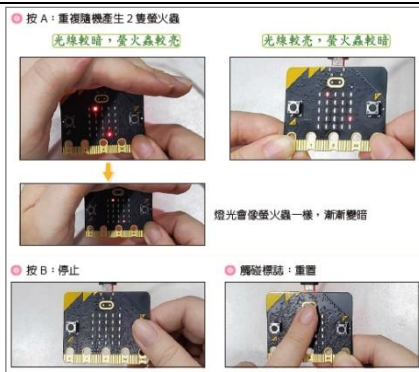 按 A：重複隨機產生 2 隻螢火蟲
光線較暗，螢火蟲較亮
光線較亮，螢火蟲較暗
燈光會像螢火蟲一樣，漸漸變暗
按 B：停止
觸碰標誌：重置